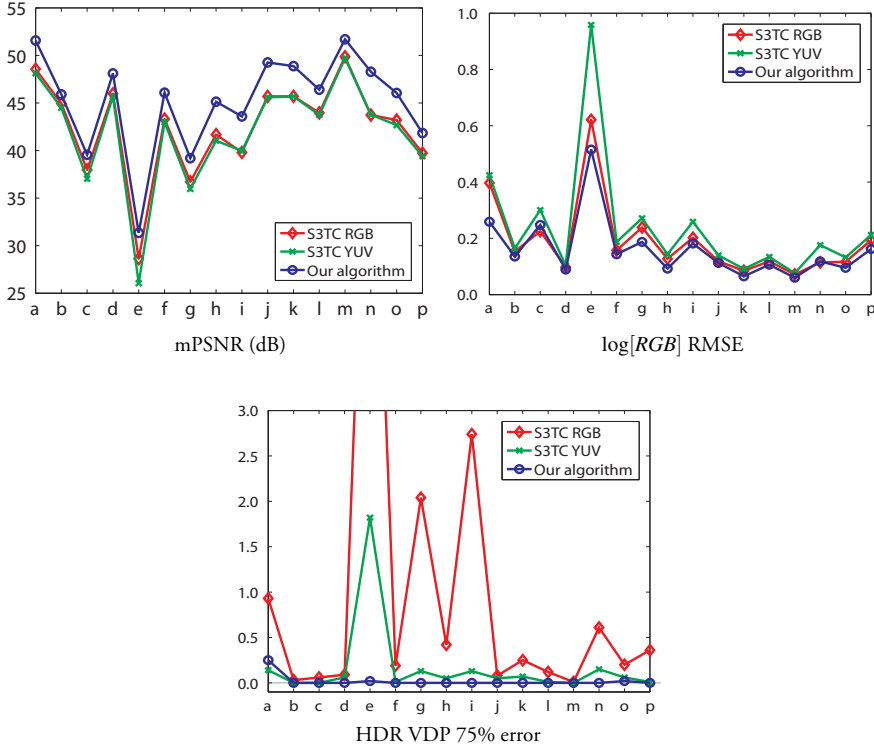 55
50
45
40
35
30
25
S3TC RGB
S3TC YUV
Our algorithm
a b c d e f g h i j k l m n o p
mPSNR (dB)
1.0
0.8
0.6
0.4
0.2
0.0
S3TC RGB
S3TC YUV
Our algorithm
a b c d e f g h i j k l m n o p
log[RGB] RMSE
3.0
2.5
2.0
1.5
1.0
0.5
0.0
S3TC RGB
S3TC YUV
Our algorithm
a b c d e f g h i j k l m n o p
HDR VDP 75% error